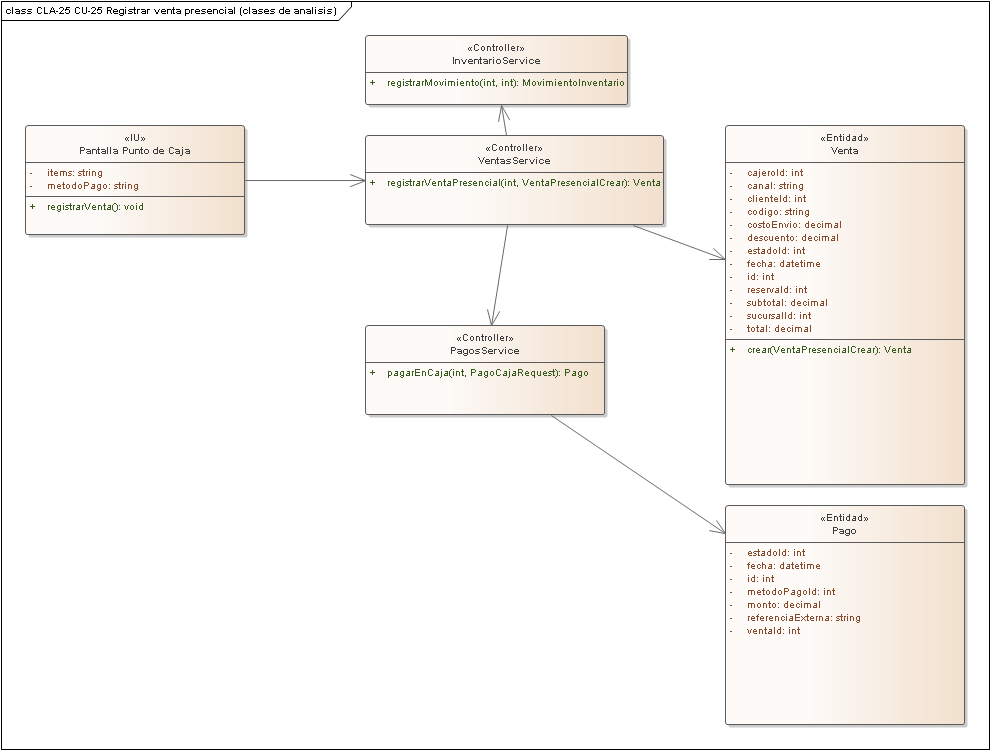 class CLA-25 CU-25 Registrar venta presencial (clases de analisis)
«Controller»
InventarioService
+ registrarMovimiento(int, int): MovimientoInventario
«IU»
Pantalla Punto de Caja
- items: string
- metodoPago: string
+ registrarVenta(): void
«Controller»
VentasService
+ registrarVentaPresencial(int, VentaPresencialCrear): Venta
«Entidad»
Venta
- cajeroId: int
- canal: string
- clienteId: int
- codigo: string
- costoEnvio: decimal
- descuento: decimal
- estadoId: int
- fecha: datetime
- id: int
- reservaId: int
- subtotal: decimal
- sucursalId: int
- total: decimal
+ crear(VentaPresencialCrear): Venta
«Controller»
PagosService
+ pagarEnCaja(int, PagoCajaRequest): Pago
«Entidad»
Pago
- estadoId: int
- fecha: datetime
- id: int
- metodoPagoId: int
- monto: decimal
- referenciaExterna: string
- ventaId: int